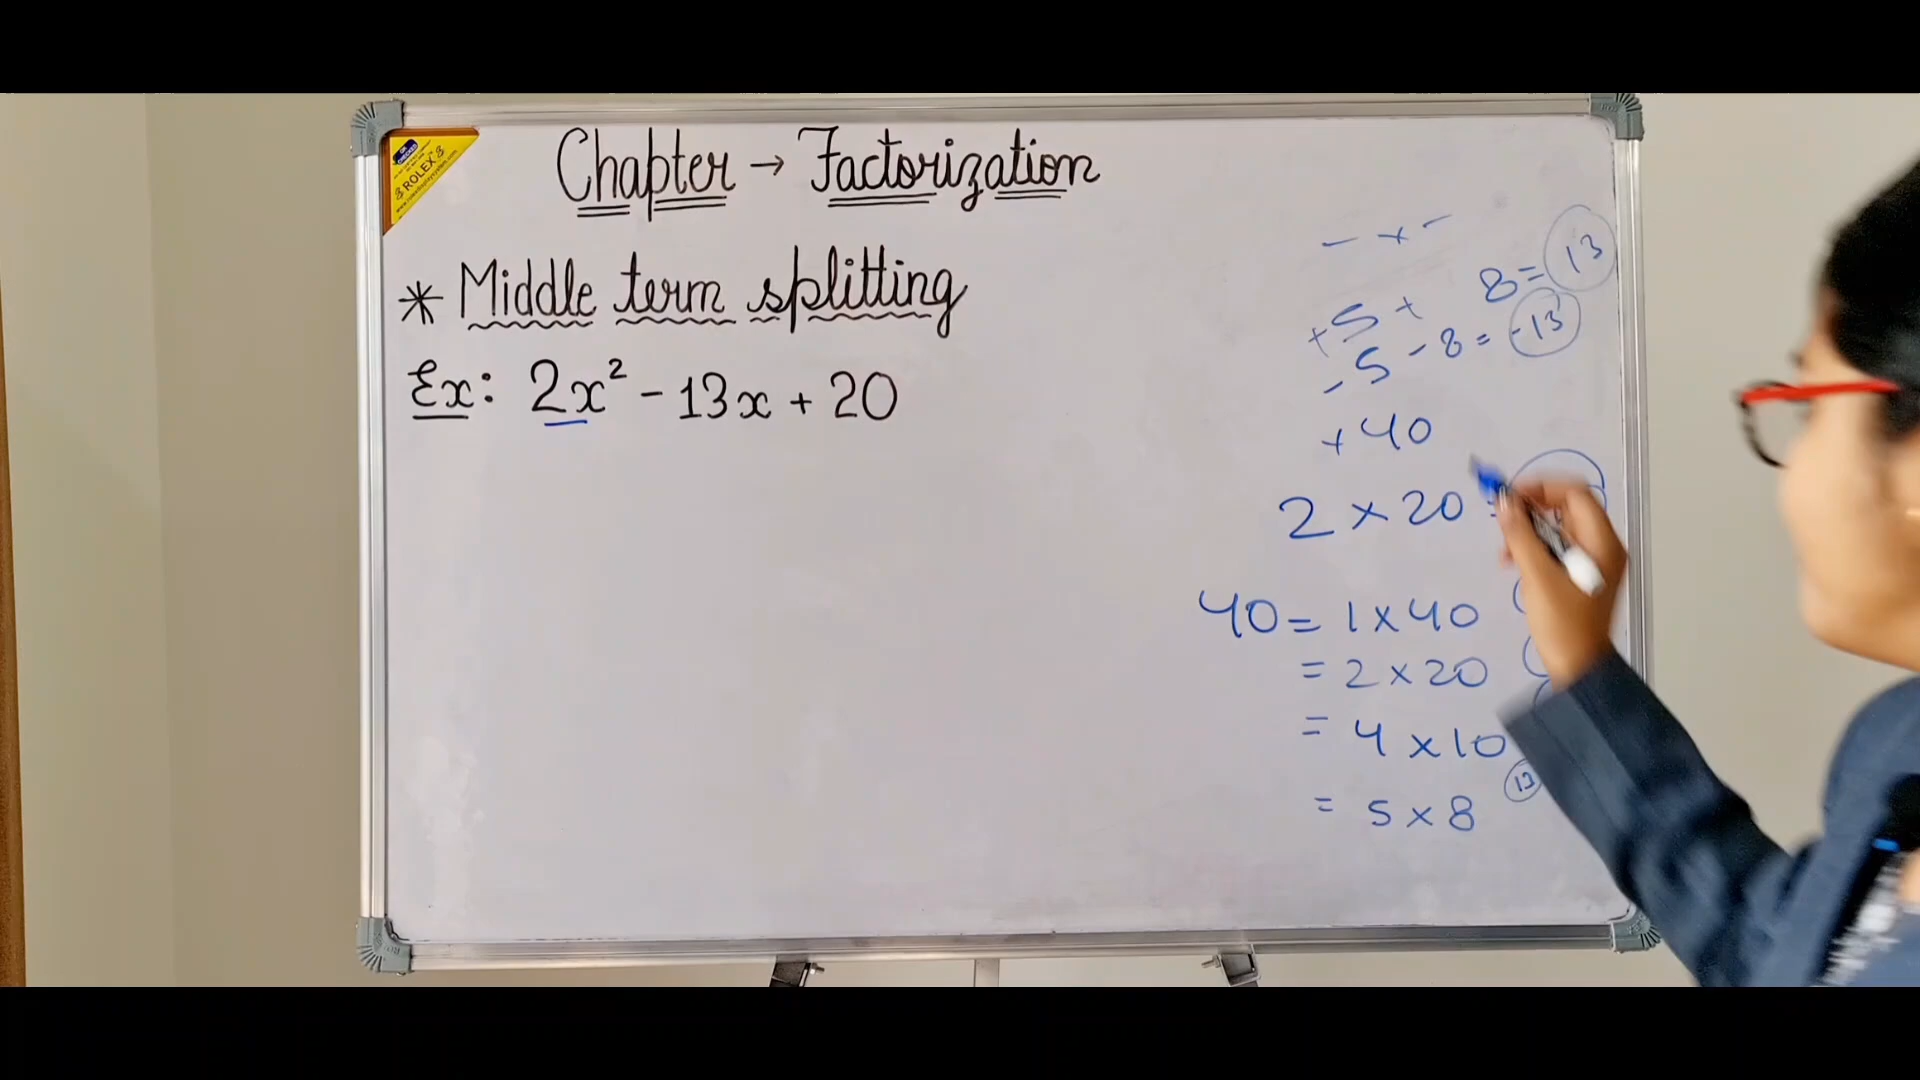 Chapter → Factorization
* Middle term splitting
Ex: 2x² - 13x + 20
- × -
+5 + 8 = 13
-5 - 8 = -13
+40
2 × 20 =
40 = 1 × 40
= 2 × 20
= 4 × 10
13
= 5 × 8
ROLEX